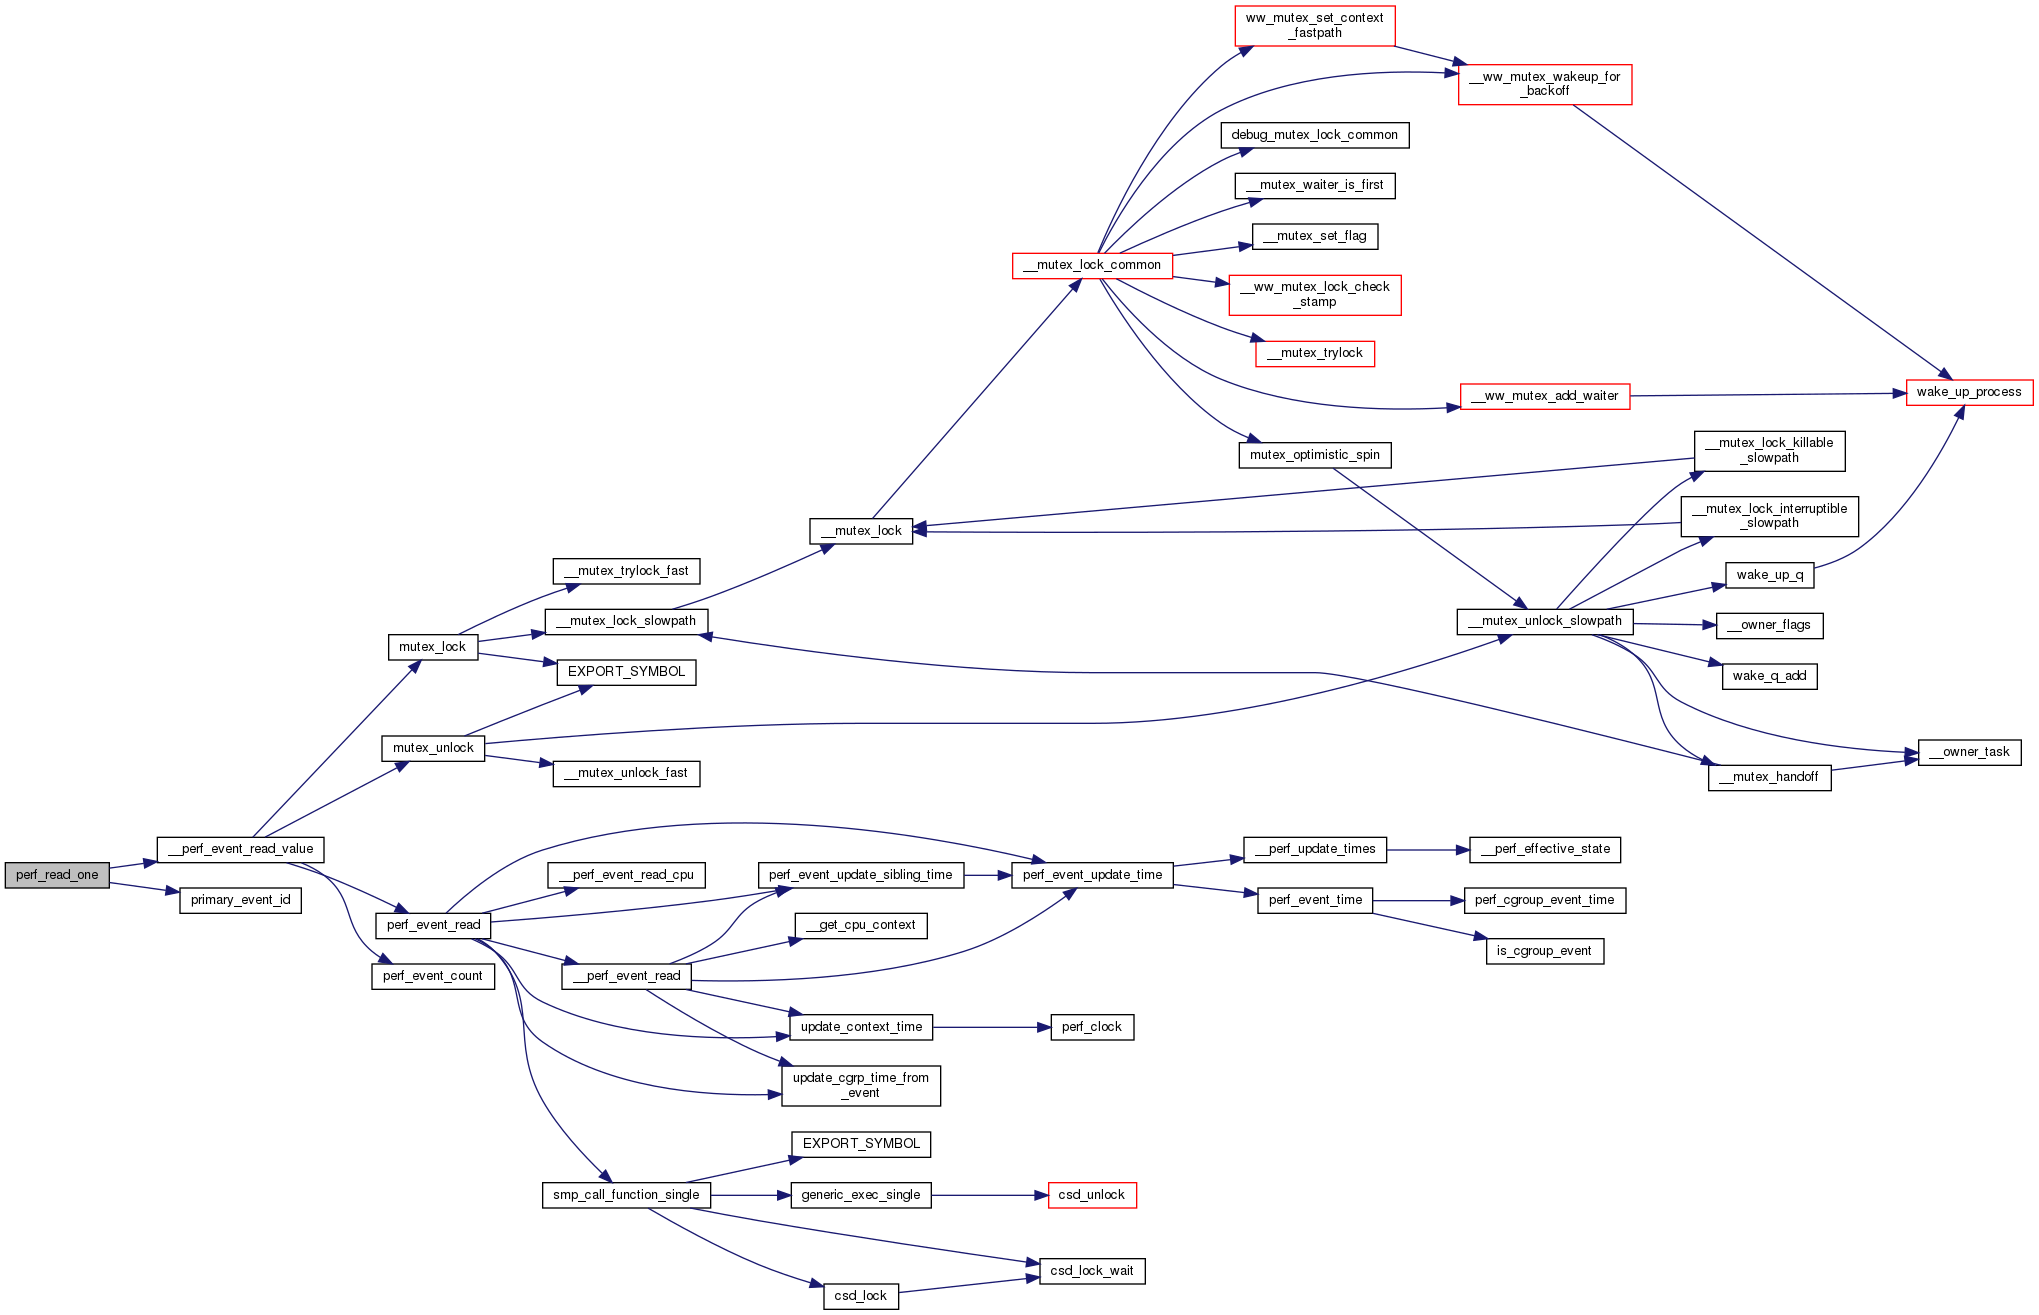 ww_mutex_set_context
_fastpath
__ww_mutex_wakeup_for
_backoff
debug_mutex_lock_common
__mutex_waiter_is_first
__mutex_set_flag
__mutex_lock_common
__ww_mutex_lock_check
_stamp
__mutex_trylock
__ww_mutex_add_waiter
wake_up_process
mutex_optimistic_spin
__mutex_lock_killable
_slowpath
__mutex_lock_interruptible
_slowpath
__mutex_lock
__mutex_trylock_fast
wake_up_q
__mutex_lock_slowpath
__mutex_unlock_slowpath
__owner_flags
mutex_lock
EXPORT_SYMBOL
wake_q_add
mutex_unlock
__owner_task
__mutex_unlock_fast
__mutex_handoff
__perf_event_read_value
__perf_update_times
__perf_effective_state
perf_read_one
__perf_event_read_cpu
perf_event_update_sibling_time
perf_event_update_time
primary_event_id
perf_event_time
perf_cgroup_event_time
perf_event_read
__get_cpu_context
is_cgroup_event
perf_event_count
__perf_event_read
update_context_time
perf_clock
update_cgrp_time_from
_event
EXPORT_SYMBOL
smp_call_function_single
generic_exec_single
csd_unlock
csd_lock_wait
csd_lock